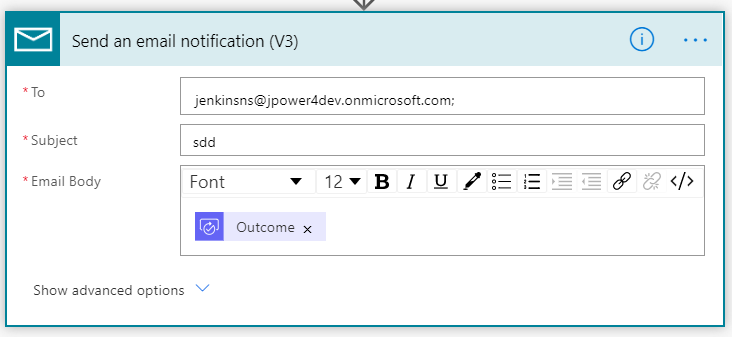 Send an email notification (V3)
* To
jenkinsns@jpower4dev.onmicrosoft.com;
* Subject
sdd
* Email Body
Font 12 B I U </>
Outcome ×
Show advanced options